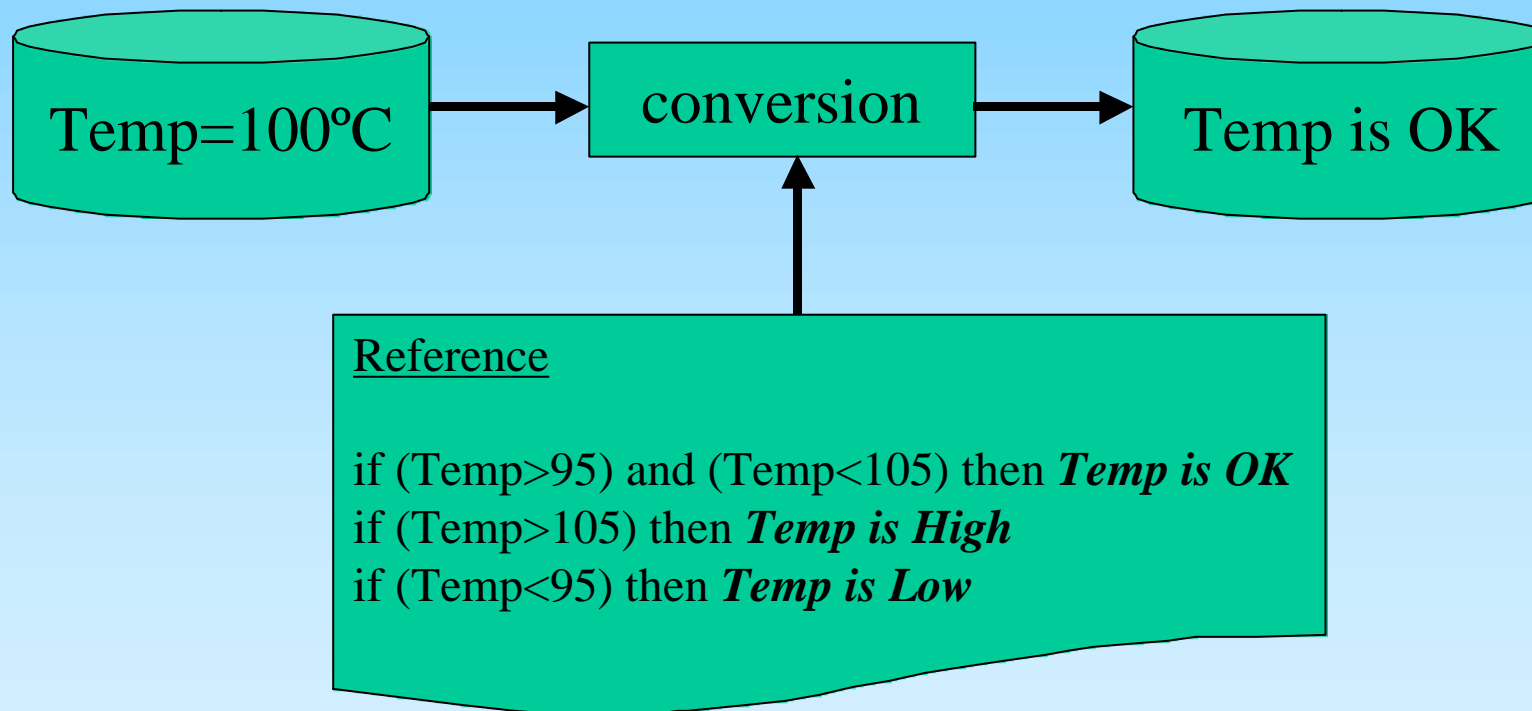 Temp=100ºC
conversion
Temp is OK
Reference
if (Temp>95) and (Temp<105) then Temp is OK
if (Temp>105) then Temp is High
if (Temp<95) then Temp is Low